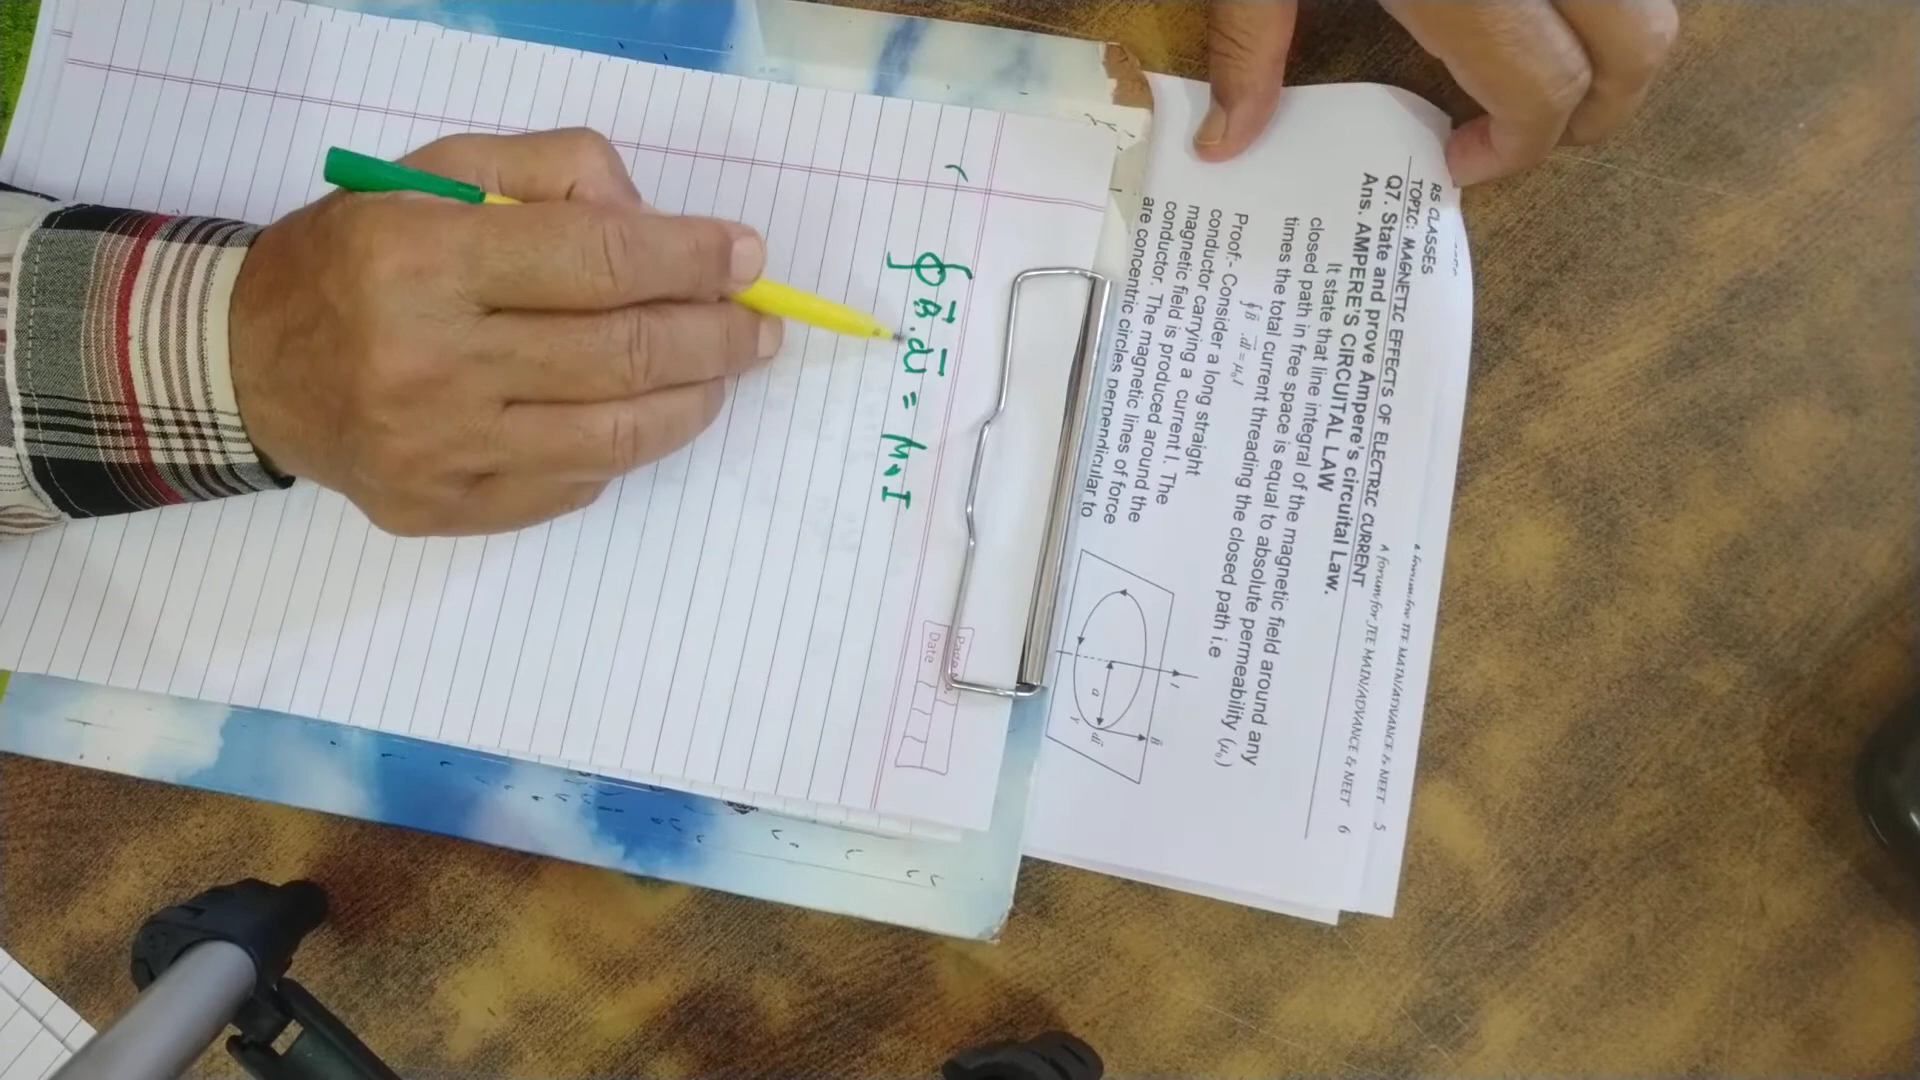 A forum for JEE MAIN/ADVANCE & NEET 5
RS CLASSES
A forum for JEE MAIN/ADVANCE & NEET 6
TOPIC: MAGNETIC EFFECTS OF ELECTRIC CURRENT
Q7. State and prove Ampere's circuital Law.
Ans. AMPERE'S CIRCUITAL LAW
It state that line integral of the magnetic field around any
closed path in free space is equal to absolute permeability (μ₀)
times the total current threading the closed path i.e
∮B⃗ .dl⃗ = μ₀I
Proof:- Consider a long straight
conductor carrying a current I. The
magnetic field is produced around the
conductor. The magnetic lines of force
are concentric circles perpendicular to
I
B⃗
a
dl⃗
r
Page No.
Date
∮ B⃗.dl⃗ = μ₀I